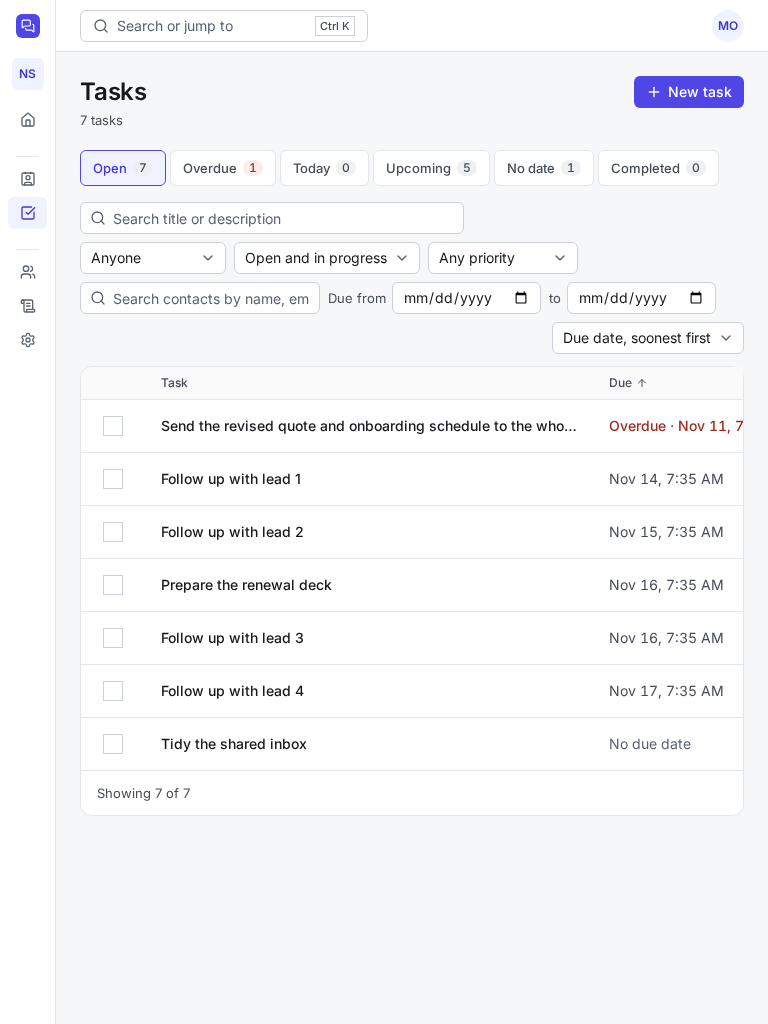 Search or jump to
Ctrl K
MO
NS
Tasks
New task
7 tasks
Open 7
Overdue 1
Today 0
Upcoming 5
No date 1
Completed 0
Search title or description
Anyone
Open and in progress
Any priority
Search contacts by name, em
Due from
mm/dd/yyyy
to
mm/dd/yyyy
Due date, soonest first
Task
Due ↑
Send the revised quote and onboarding schedule to the who...
Overdue · Nov 11, 7
Follow up with lead 1
Nov 14, 7:35 AM
Follow up with lead 2
Nov 15, 7:35 AM
Prepare the renewal deck
Nov 16, 7:35 AM
Follow up with lead 3
Nov 16, 7:35 AM
Follow up with lead 4
Nov 17, 7:35 AM
Tidy the shared inbox
No due date
Showing 7 of 7